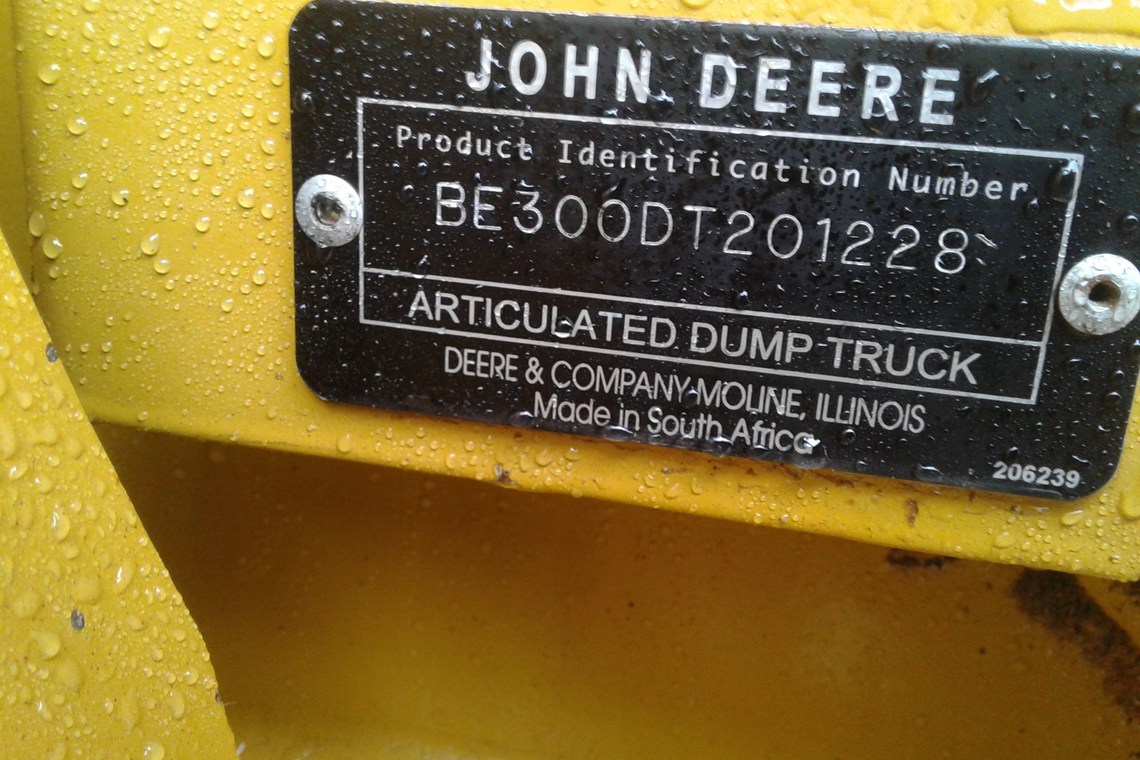 JOHN DEERE
Product Identification Number
BE300DT201228
ARTICULATED DUMP TRUCK
DEERE & COMPANY MOLINE, ILLINOIS
Made in South Africa
206239